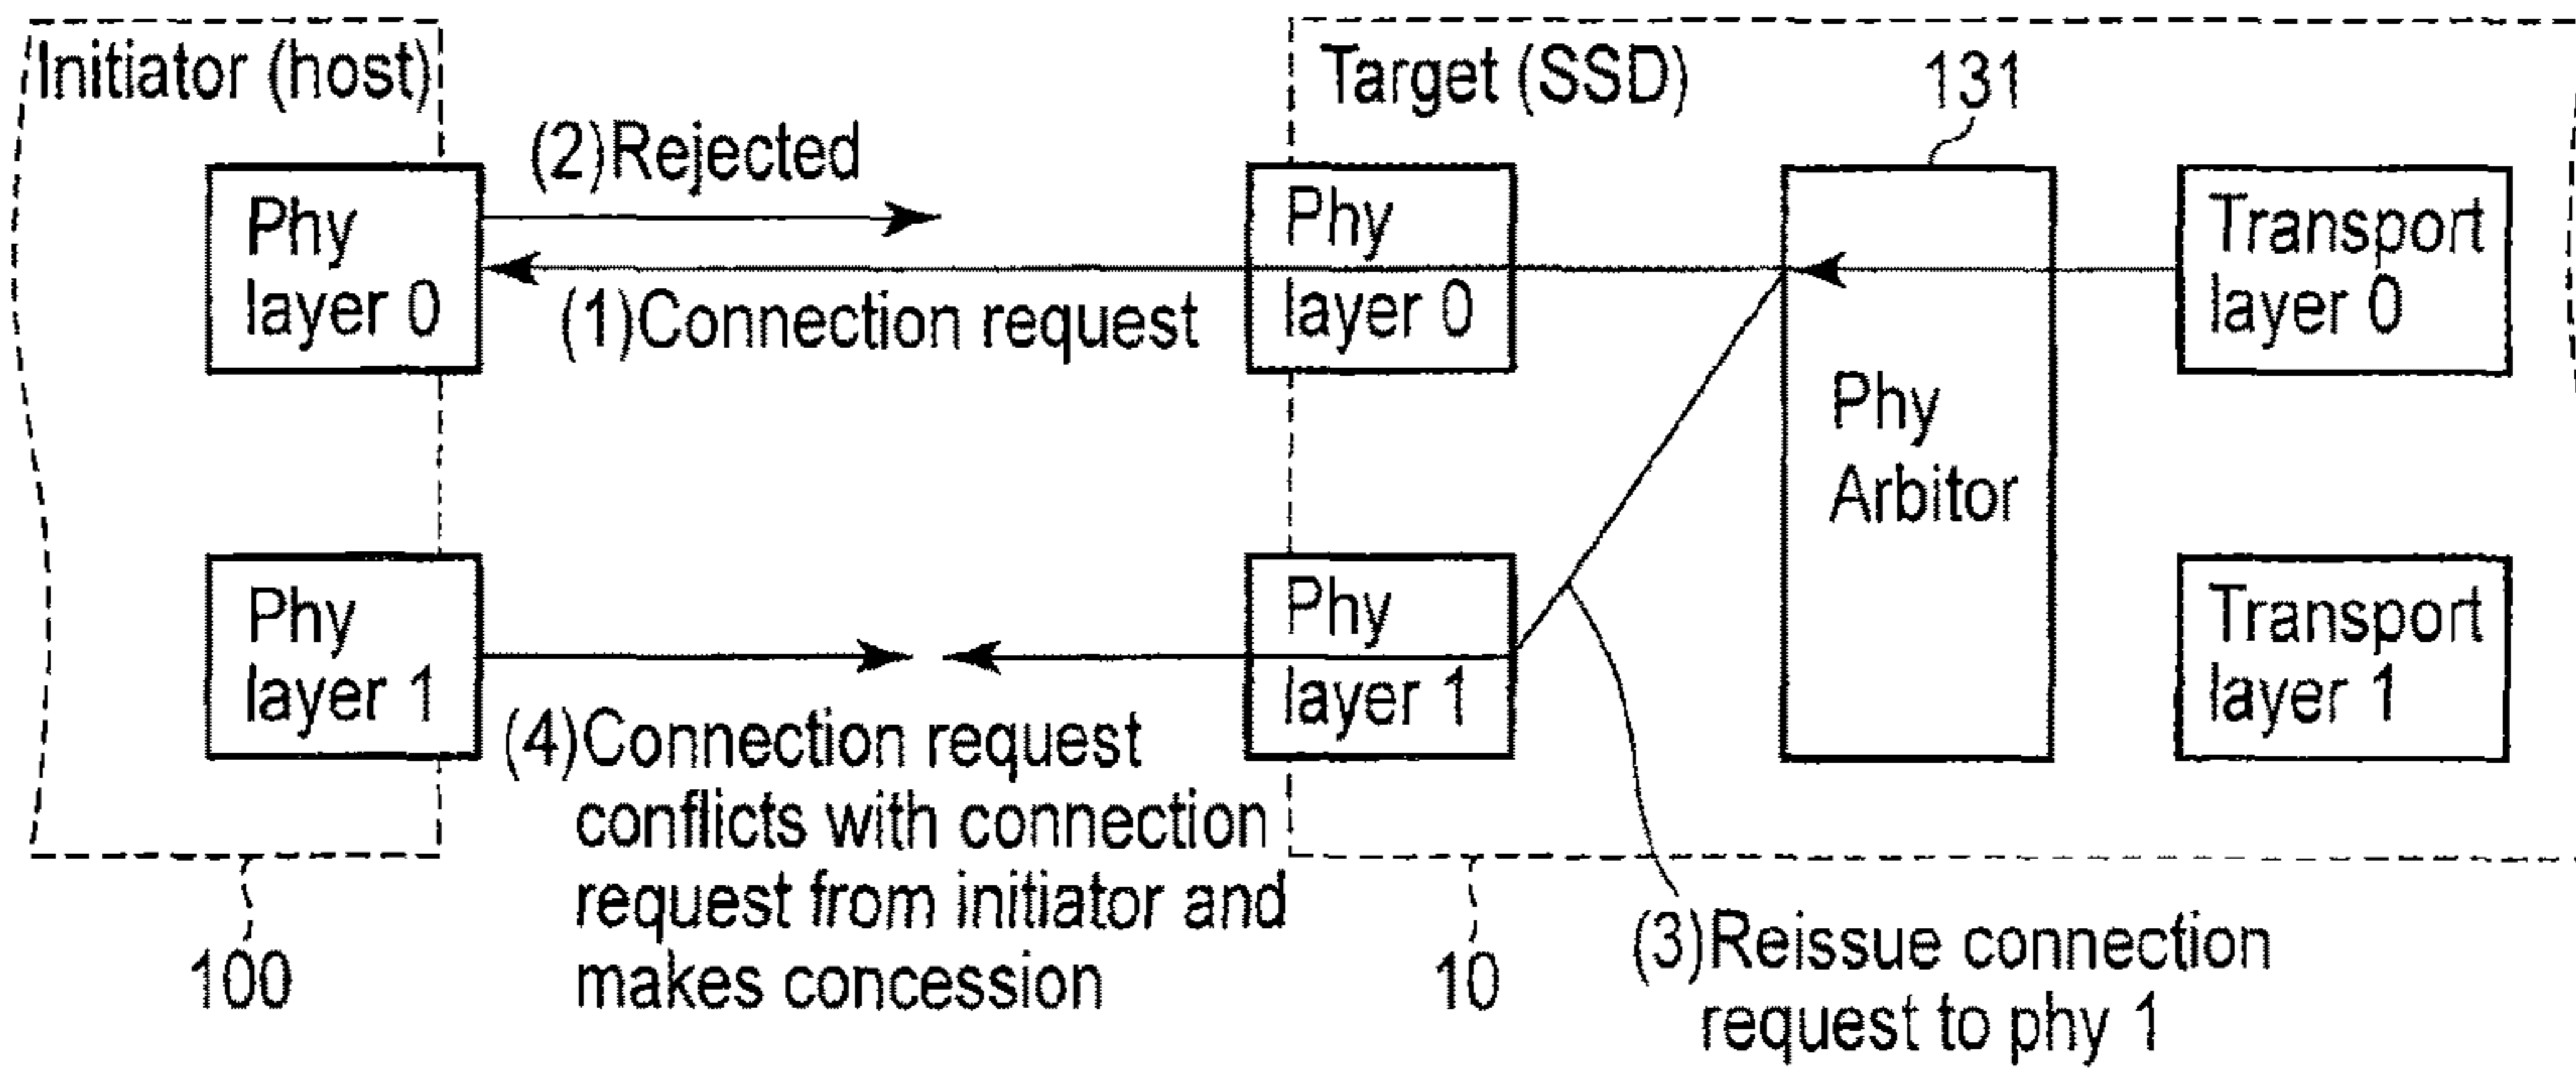 Initiator (host)
Target (SSD)
131
(2)Rejected
Phy
layer 0
(1)Connection request
Phy
layer 0
Phy
Arbitor
Transport
layer 0
Phy
layer 1
Phy
layer 1
Transport
layer 1
(4)Connection request
conflicts with connection
request from initiator and
makes concession
100
10
(3)Reissue connection
request to phy 1